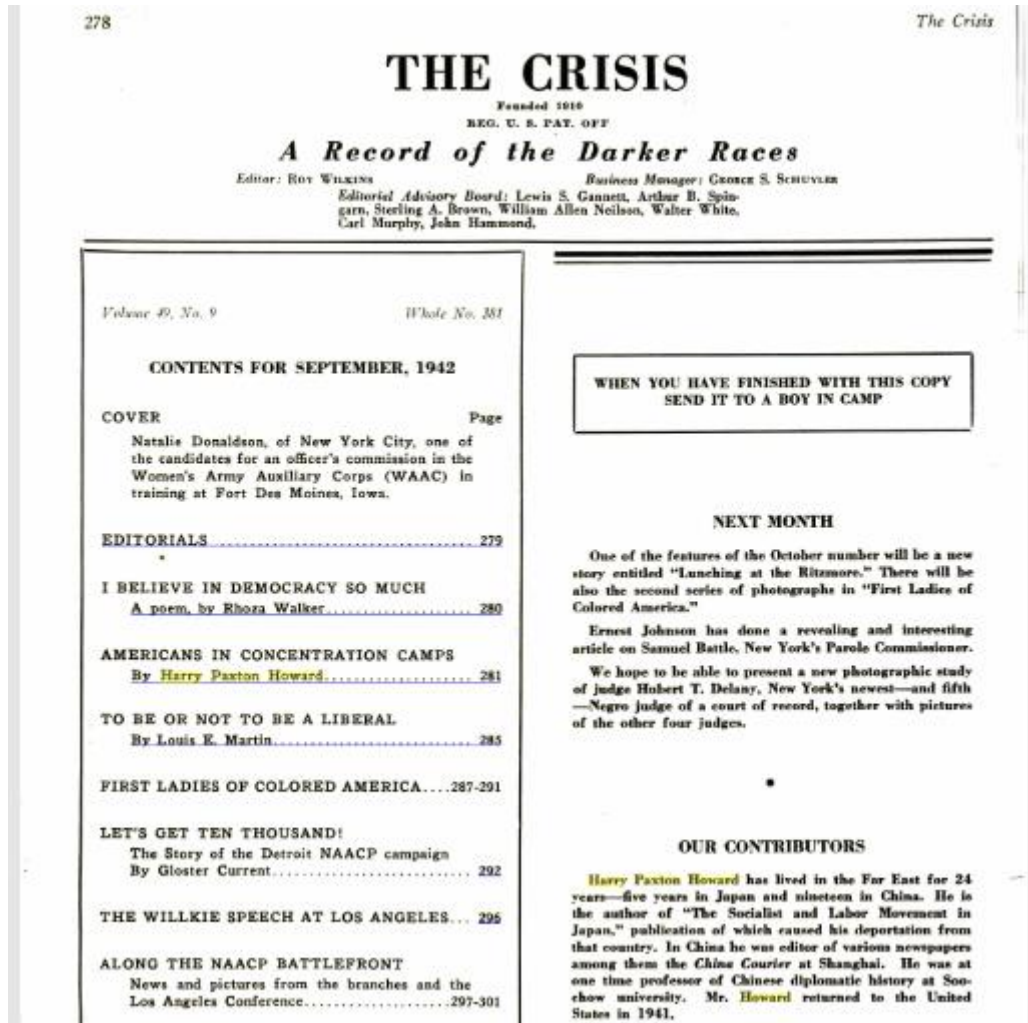 278
The Crisis
THE CRISIS
Founded 1910
REG. U. S. PAT. OFF
A Record of the Darker Races
Editor: ROY WILKINS
Business Manager: GEORGE S. SCHUYLER
Editorial Advisory Board: Lewis S. Gannett, Arthur B. Spin-
garn, Sterling A. Brown, William Allen Neilson, Walter White,
Carl Murphy, John Hammond,
Volume 49, No. 9
Whole No. 381
CONTENTS FOR SEPTEMBER, 1942
COVER Page
Natalie Donaldson, of New York City, one of
the candidates for an officer's commission in the
Women's Army Auxiliary Corps (WAAC) in
training at Fort Des Moines, Iowa.
EDITORIALS ................................ 279
I BELIEVE IN DEMOCRACY SO MUCH
A poem, by Rhoza Walker.................... 280
AMERICANS IN CONCENTRATION CAMPS
By Harry Paxton Howard.................... 281
TO BE OR NOT TO BE A LIBERAL
By Louis E. Martin........................... 285
FIRST LADIES OF COLORED AMERICA....287-291
LET'S GET TEN THOUSAND!
The Story of the Detroit NAACP campaign
By Gloster Current........................... 292
THE WILLKIE SPEECH AT LOS ANGELES... 296
ALONG THE NAACP BATTLEFRONT
News and pictures from the branches and the
Los Angeles Conference....................297-301
WHEN YOU HAVE FINISHED WITH THIS COPY
SEND IT TO A BOY IN CAMP
NEXT MONTH
One of the features of the October number will be a new
story entitled "Lunching at the Ritzmore." There will be
also the second series of photographs in "First Ladies of
Colored America."
Ernest Johnson has done a revealing and interesting
article on Samuel Battle, New York's Parole Commissioner.
We hope to be able to present a new photographic study
of judge Hubert T. Delany, New York's newest—and fifth
—Negro judge of a court of record, together with pictures
of the other four judges.
OUR CONTRIBUTORS
Harry Paxton Howard has lived in the Far East for 24
years—five years in Japan and nineteen in China. He is
the author of "The Socialist and Labor Movement in
Japan," publication of which caused his deportation from
that country. In China he was editor of various newspapers
among them the China Courier at Shanghai. He was at
one time professor of Chinese diplomatic history at Soo-
chow university. Mr. Howard returned to the United
States in 1941.